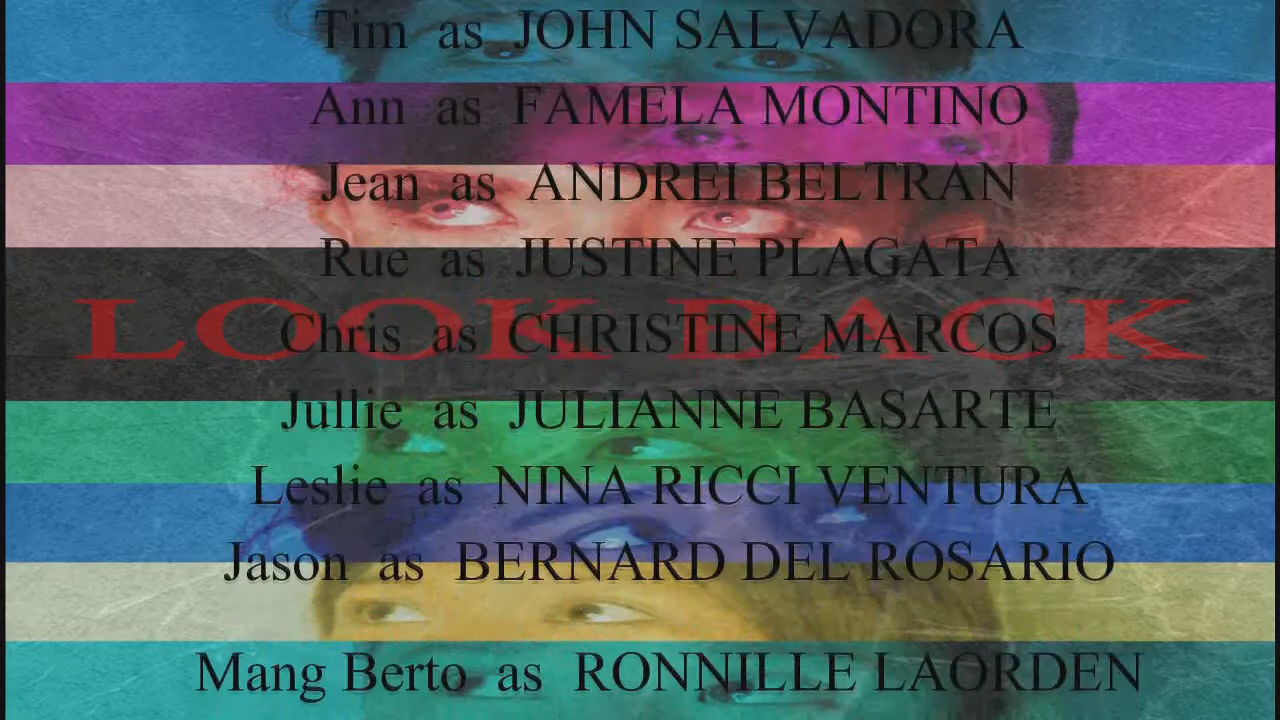 Tim as JOHN SALVADORA
Ann as FAMELA MONTINO
Jean as ANDREI BELTRAN
Rue as JUSTINE PLAGATA
LOOK BACK
Chris as CHRISTINE MARCOS
Jullie as JULIANNE BASARTE
Leslie as NINA RICCI VENTURA
Jason as BERNARD DEL ROSARIO
Mang Berto as RONNILLE LAORDEN